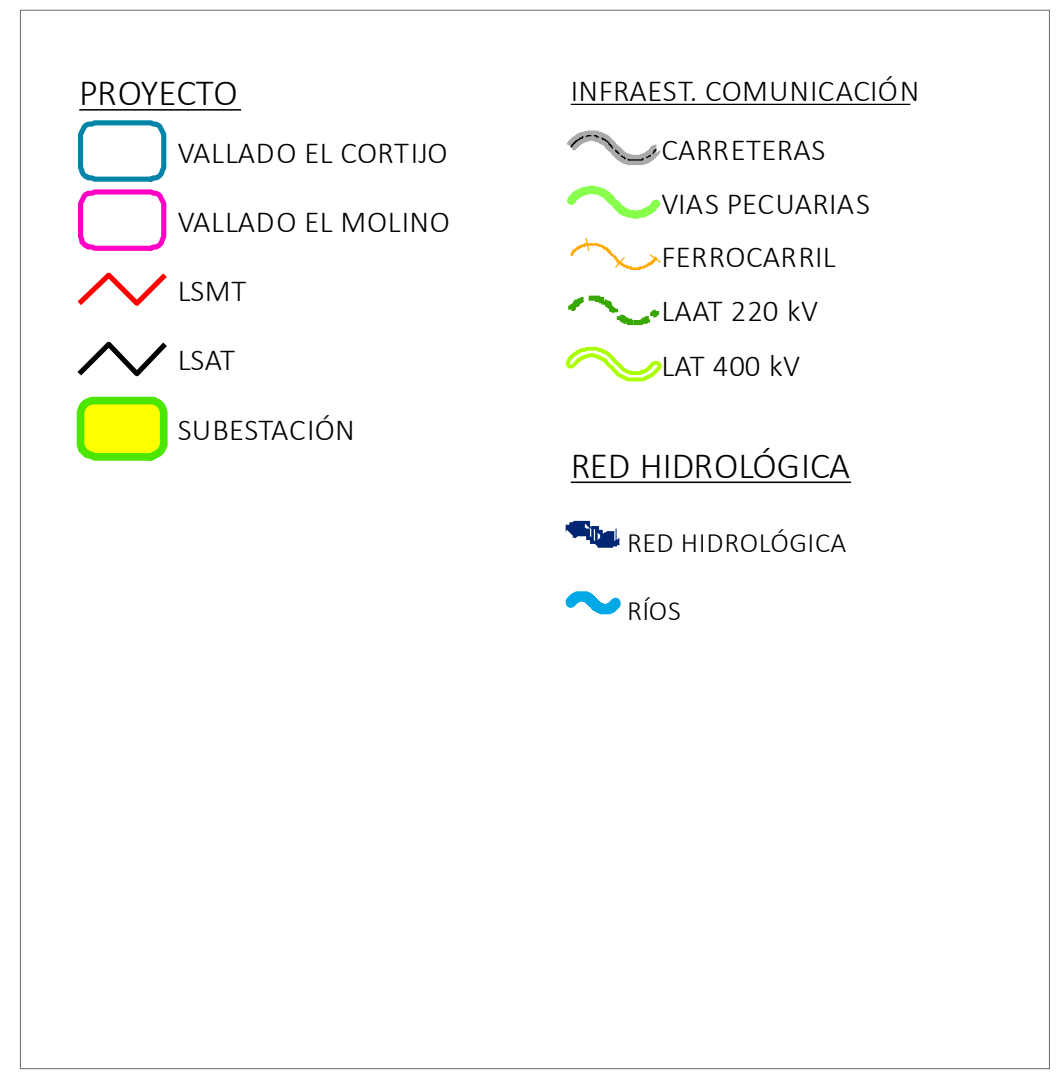 PROYECTO
VALLADO EL CORTIJO
VALLADO EL MOLINO
LSMT
LSAT
SUBESTACIÓN
INFRAEST. COMUNICACIÓN
CARRETERAS
VIAS PECUARIAS
FERROCARRIL
LAAT 220 kV
LAT 400 kV
RED HIDROLÓGICA
RED HIDROLÓGICA
RÍOS